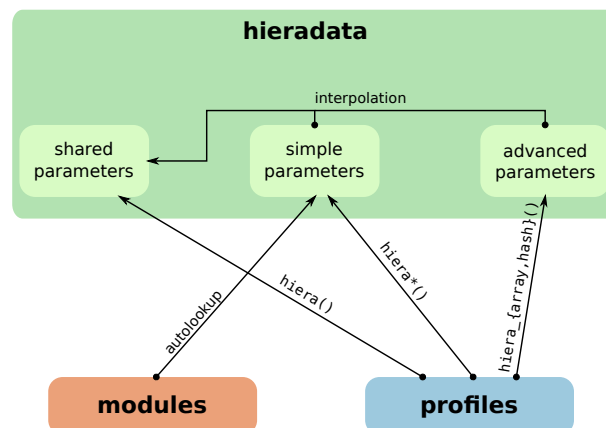 hieradata
interpolation
shared
parameters
simple
parameters
advanced
parameters
autolookup
hiera()
hiera*()
hiera_{array,hash}()
modules
profiles